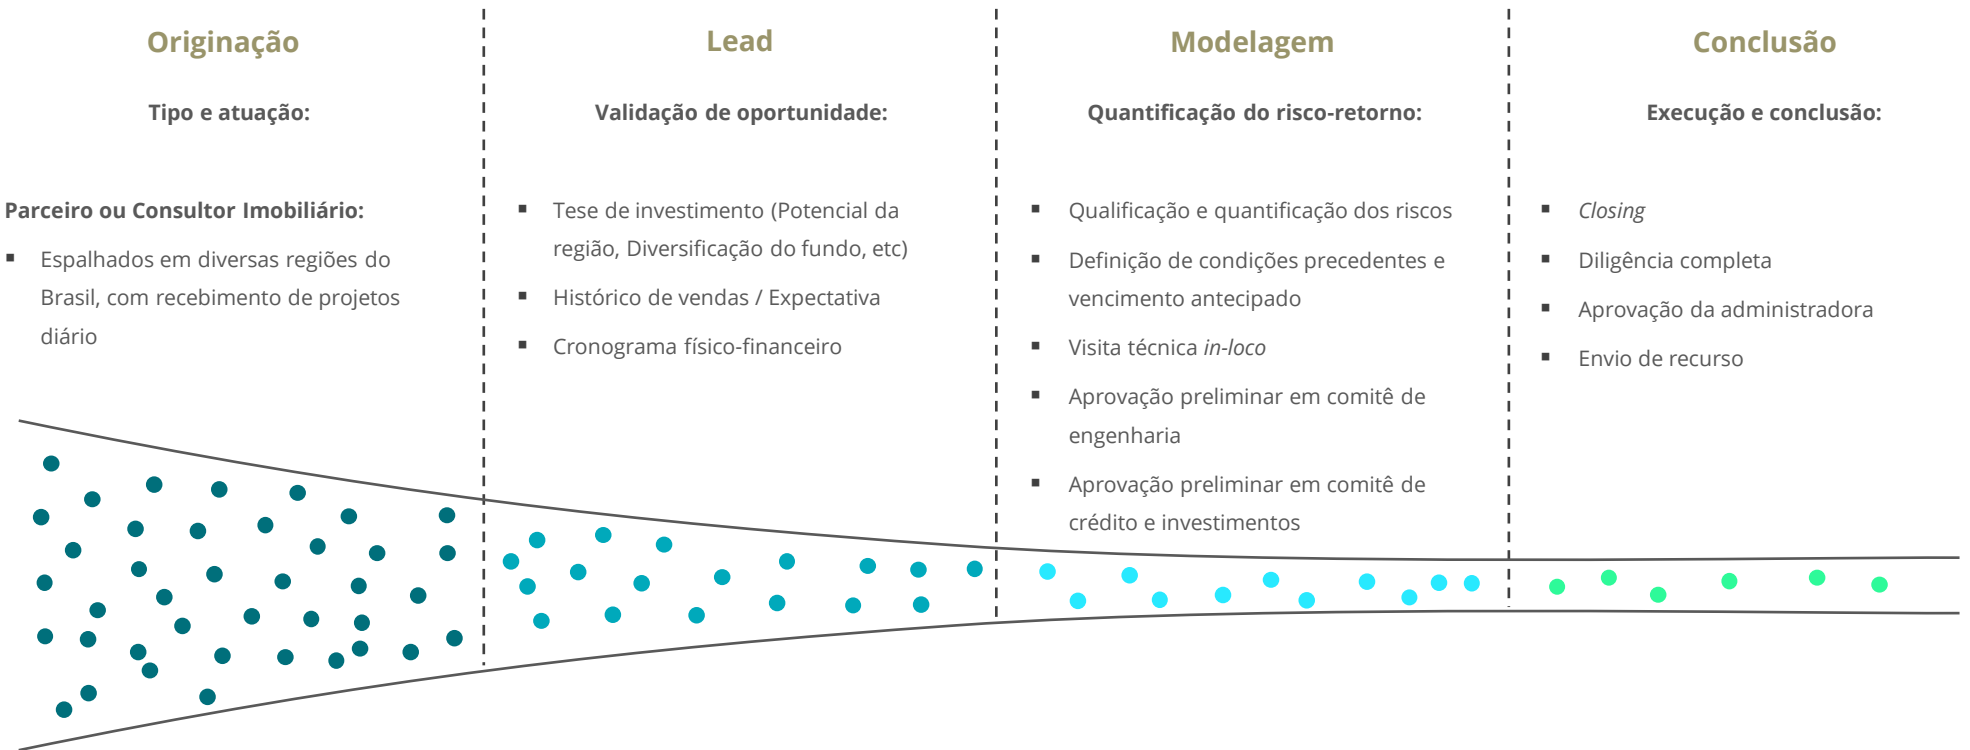 Originação
Tipo e atuação:
Parceiro ou Consultor Imobiliário:
▪ Espalhados em diversas regiões do
Brasil, com recebimento de projetos
diário
Lead
Validação de oportunidade:
▪ Tese de investimento (Potencial da
região, Diversificação do fundo, etc)
▪ Histórico de vendas / Expectativa
▪ Cronograma físico-financeiro
Modelagem
Quantificação do risco-retorno:
▪ Qualificação e quantificação dos riscos
▪ Definição de condições precedentes e
vencimento antecipado
▪ Visita técnica in-loco
▪ Aprovação preliminar em comitê de
engenharia
▪ Aprovação preliminar em comitê de
crédito e investimentos
Conclusão
Execução e conclusão:
▪ Closing
▪ Diligência completa
▪ Aprovação da administradora
▪ Envio de recurso